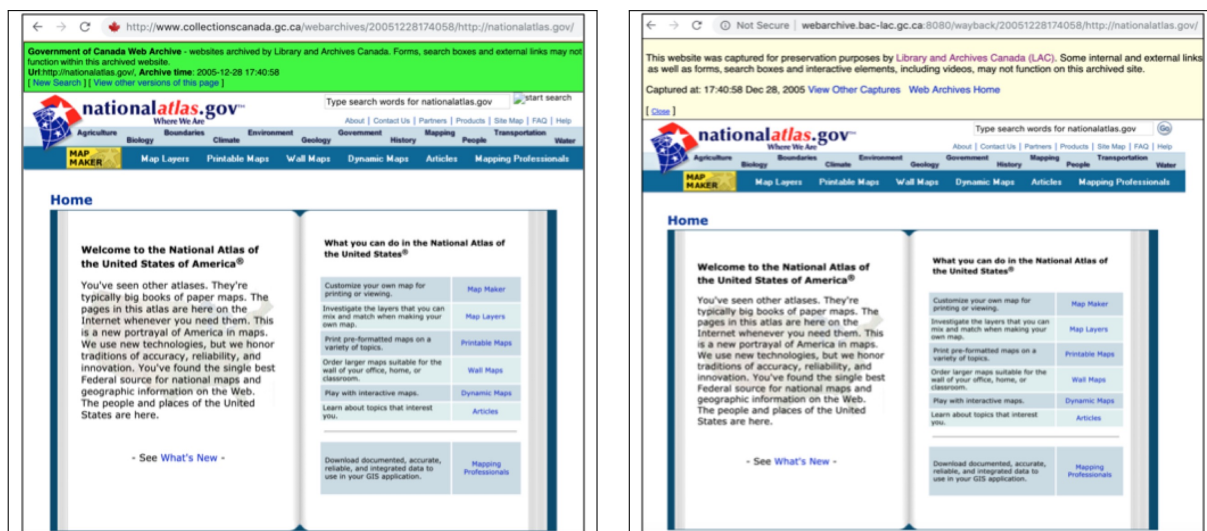 http://www.collectionscanada.gc.ca/webarchives/20051228174058/http://nationalatlas.gov/
Government of Canada Web Archive - websites archived by Library and Archives Canada. Forms, search boxes and external links may not
function within this archived website.
Url:http://nationalatlas.gov/, Archive time: 2005-12-28 17:40:58
[ New Search ] [ View other versions of this page ]
nationalatlas.gov™
Where We Are
Type search words for nationalatlas.gov
start search
About | Contact Us | Partners | Products | Site Map | FAQ | Help
Agriculture Boundaries Environment Government Mapping Transportation
Biology Climate Geology History People Water
MAP
MAKER
Map Layers Printable Maps Wall Maps Dynamic Maps Articles Mapping Professionals
Home
Welcome to the National Atlas of
the United States of America®
You've seen other atlases. They're
typically big books of paper maps. The
pages in this atlas are here on the
Internet whenever you need them. This
is a new portrayal of America in maps.
We use new technologies, but we honor
traditions of accuracy, reliability, and
innovation. You've found the single best
Federal source for national maps and
geographic information on the Web.
The people and places of the United
States are here.
- See What's New -
What you can do in the National Atlas of
the United States®
Customize your own map for
printing or viewing.
Map Maker
Investigate the layers that you can
mix and match when making your
own map.
Map Layers
Print pre-formatted maps on a
variety of topics.
Printable Maps
Order larger maps suitable for the
wall of your office, home, or
classroom.
Wall Maps
Play with interactive maps.
Dynamic Maps
Learn about topics that interest
you.
Articles
Download documented, accurate,
reliable, and integrated data to
use in your GIS application.
Mapping
Professionals
Not Secure | webarchive.bac-lac.gc.ca:8080/wayback/20051228174058/http://nationalatlas.gov/
This website was captured for preservation purposes by Library and Archives Canada (LAC). Some internal and external links
as well as forms, search boxes and interactive elements, including videos, may not function on this archived site.
Captured at: 17:40:58 Dec 28, 2005 View Other Captures Web Archives Home
[ Close ]
nationalatlas.gov™
Where We Are
Type search words for nationalatlas.gov
Go
About | Contact Us | Partners | Products | Site Map | FAQ | Help
Agriculture Boundaries Environment Government Mapping Transportation
Biology Climate Geology History People Water
MAP
MAKER
Map Layers Printable Maps Wall Maps Dynamic Maps Articles Mapping Professionals
Home
Welcome to the National Atlas of
the United States of America®
You've seen other atlases. They're
typically big books of paper maps. The
pages in this atlas are here on the
Internet whenever you need them. This
is a new portrayal of America in maps.
We use new technologies, but we honor
traditions of accuracy, reliability, and
innovation. You've found the single best
Federal source for national maps and
geographic information on the Web.
The people and places of the United
States are here.
- See What's New -
What you can do in the National Atlas of
the United States®
Customize your own map for
printing or viewing.
Map Maker
Investigate the layers that you can
mix and match when making your
own map.
Map Layers
Print pre-formatted maps on a
variety of topics.
Printable Maps
Order larger maps suitable for the
wall of your office, home, or
classroom.
Wall Maps
Play with interactive maps.
Dynamic Maps
Learn about topics that interest
you.
Articles
Download documented, accurate,
reliable, and integrated data to
use in your GIS application.
Mapping
Professionals